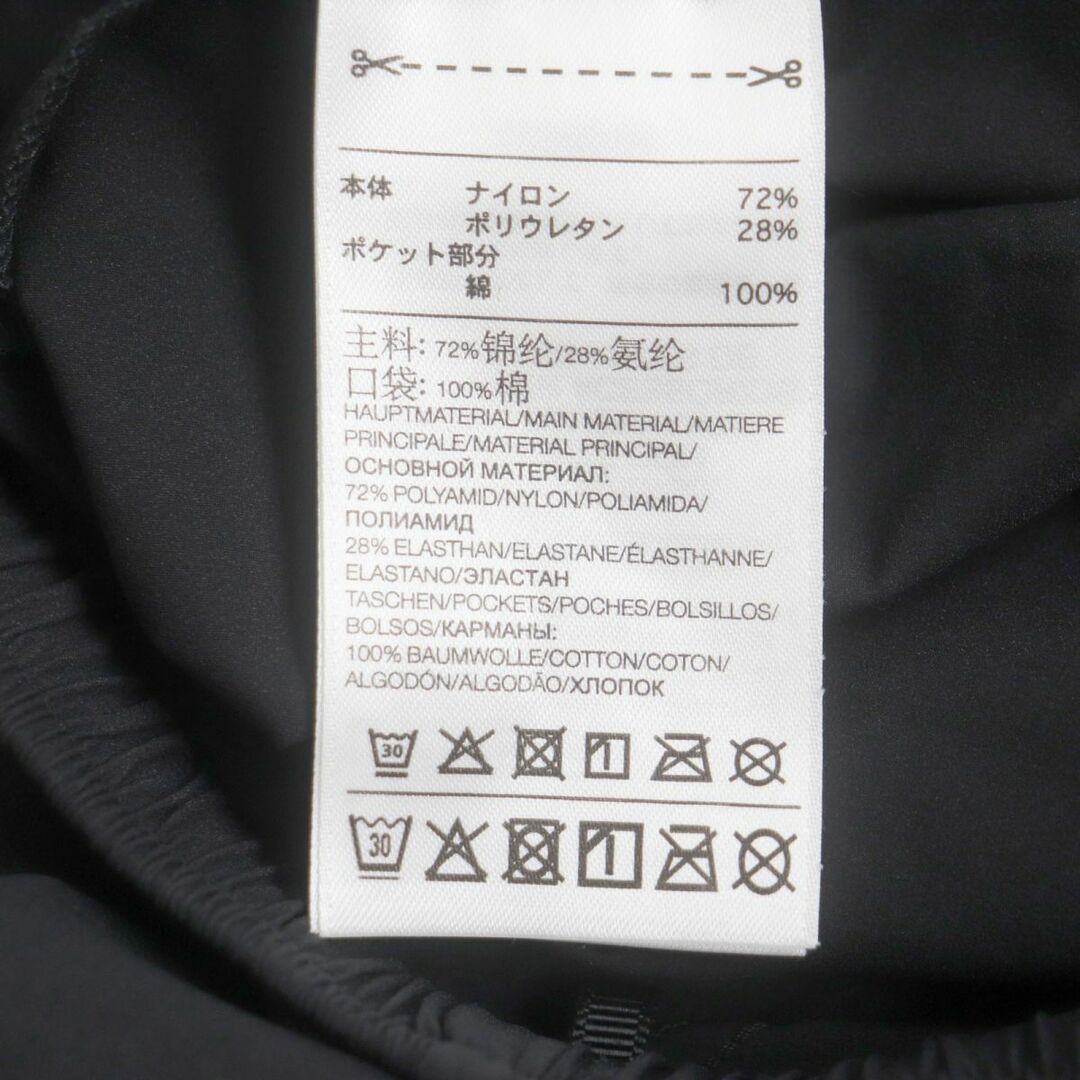 本体 ナイロン 72%
ポリウレタン 28%
ポケット部分
綿 100%
主料: 72%锦纶/28%氨纶
口袋: 100%棉
HAUPTMATERIAL/MAIN MATERIAL/MATIERE
PRINCIPALE/MATERIAL PRINCIPAL/
ОСНОВНОЙ МАТЕРИАЛ:
72% POLYAMID/NYLON/POLIAMIDA/
ПОЛИАМИД
28% ELASTHAN/ELASTANE/ÉLASTHANNE/
ELASTANO/ЭЛАСТАН
TASCHEN/POCKETS/POCHES/BOLSILLOS/
BOLSOS/КАРМАНЫ:
100% BAUMWOLLE/COTTON/COTON/
ALGODÓN/ALGODÃO/ХЛОПОК
30
30